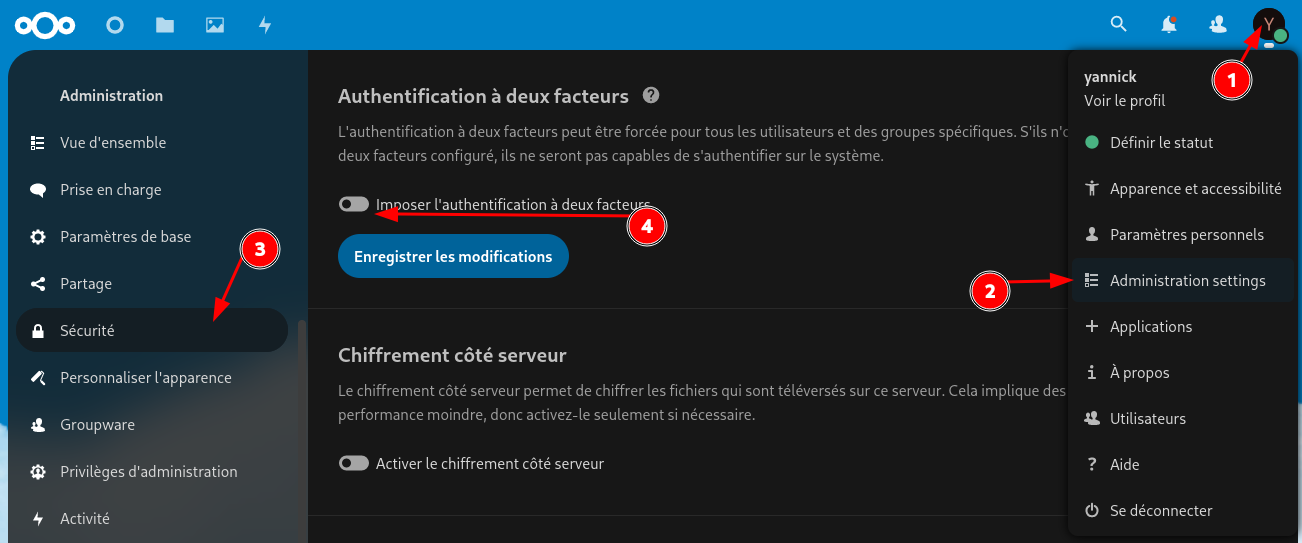 Y
1
yannick
Voir le profil
Définir le statut
Apparence et accessibilité
Paramètres personnels
2
Administration settings
Applications
À propos
Utilisateurs
Aide
Se déconnecter
Administration
Vue d'ensemble
Prise en charge
Paramètres de base
3
Partage
Sécurité
Personnaliser l'apparence
Groupware
Privilèges d'administration
Activité
Authentification à deux facteurs
L'authentification à deux facteurs peut être forcée pour tous les utilisateurs et des groupes spécifiques. S'ils
deux facteurs configuré, ils ne seront pas capables de s'authentifier sur le système.
Imposer l'authentification à deux facteurs
4
Enregistrer les modifications
Chiffrement côté serveur
Le chiffrement côté serveur permet de chiffrer les fichiers qui sont téléversés sur ce serveur. Cela implique des
performance moindre, donc activez-le seulement si nécessaire.
Activer le chiffrement côté serveur